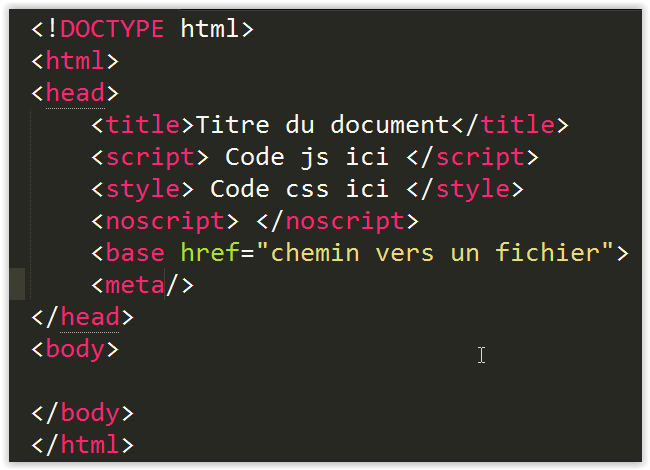 <!DOCTYPE html>
<html>
<head>
    <title>Titre du document</title>
    <script> Code js ici </script>
    <style> Code css ici </style>
    <noscript> </noscript>
    <base href="chemin vers un fichier">
    <meta/>
</head>
<body>

</body>
</html>